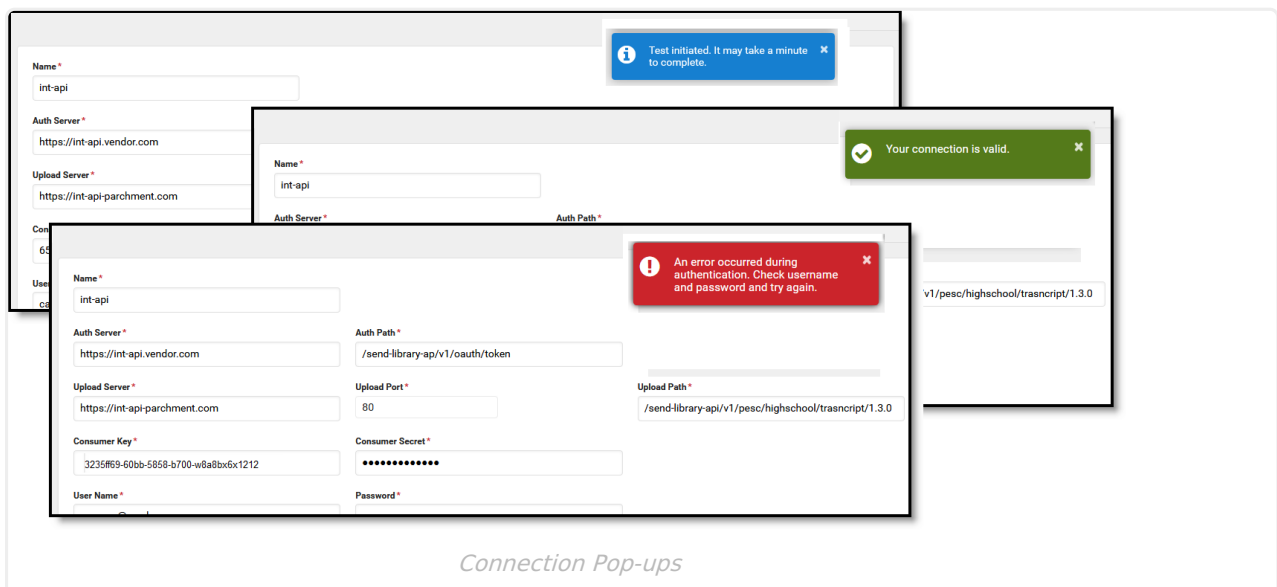 Test initiated. It may take a minute
to complete.
Name*
int-api
Auth Server*
https://int-api.vendor.com
Upload Server*
https://int-api-parchment.com
Con
65
User
ca
Your connection is valid.
Name*
int-api
Auth Server*
Auth Path*
v1/pesc/highschool/trasncript/1.3.0
An error occurred during
authentication. Check username
and password and try again.
Name*
int-api
Auth Server*
Auth Path*
https://int-api.vendor.com
/send-library-ap/v1/oauth/token
Upload Server*
Upload Port*
Upload Path*
https://int-api-parchment.com
80
/send-library-api/v1/pesc/highschool/trasncript/1.3.0
Consumer Key*
Consumer Secret*
3235ff69-60bb-5858-b700-w8a8bx6x1212
•••••••••••••
User Name*
Password*
Connection Pop-ups